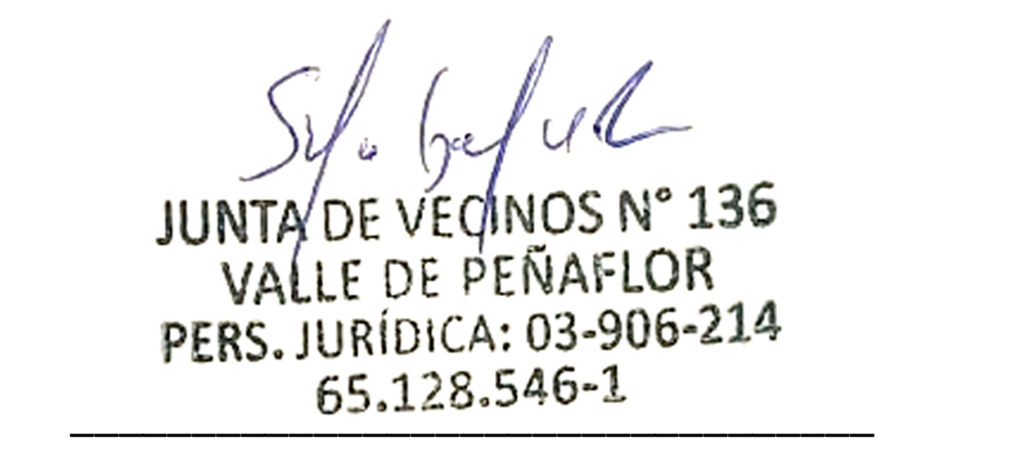 JUNTA DE VECINOS N° 136
VALLE DE PEÑAFLOR
PERS. JURÍDICA: 03-906-214
65.128.546-1